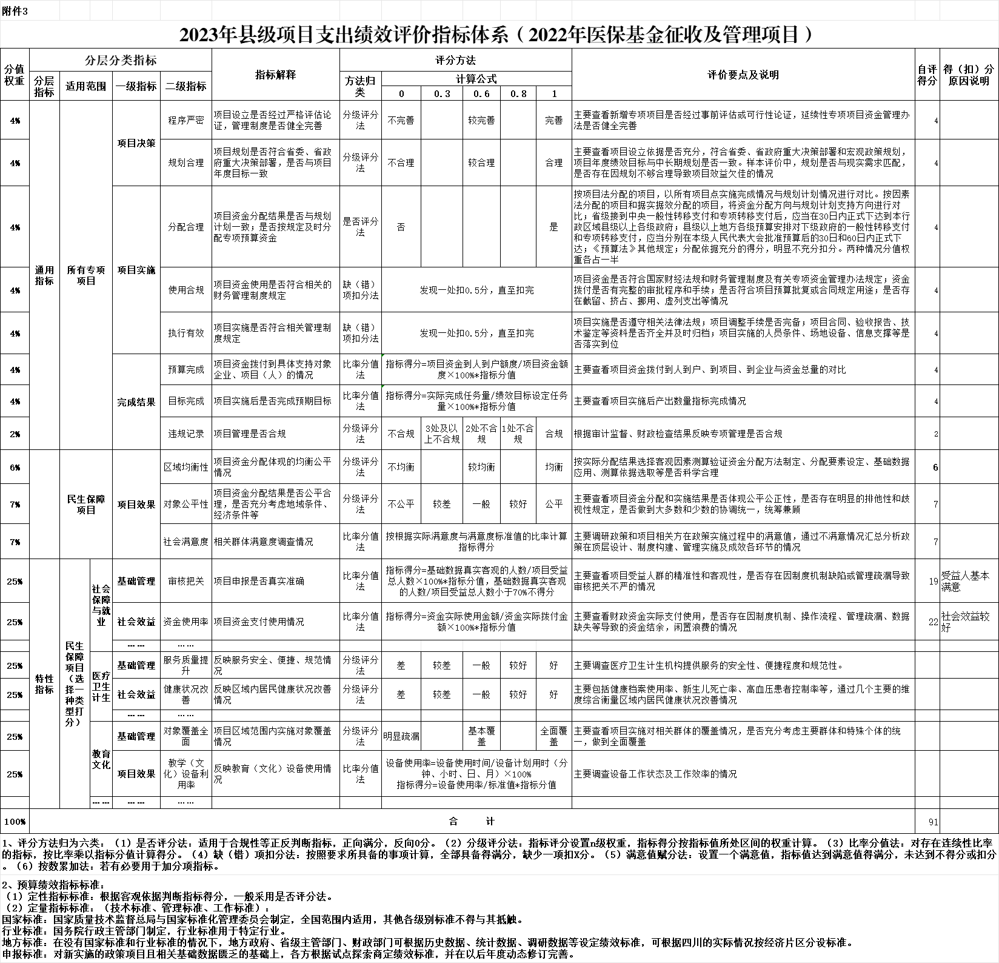 附件3
2023年县级项目支出绩效评价指标体系（2022年医保基金征收及管理项目）
分值
权重
分层分类指标
指标解释
评分方法
评价要点及说明
自评
得分
得（扣）分
原因说明
分层
指标
适用范围
一级指标
二级指标
方法归
类
计算公式
0
0.3
0.6
0.8
1
通用
指标
所有专项
项目
项目决策
4%
程序严密
项目设立是否经过严格评估论
证，管理制度是否健全完善
分级评分
法
不完善
较完善
完善
主要查看新增专项项目是否经过事前评估或可行性论证，延续性专项项目资金管理办
法是否健全完善
4
4%
规划合理
项目规划是否符合省委、省政
府重大决策部署，是否与项目
年度目标一致
分级评分
法
不合理
较合理
合理
主要查看项目设立依据是否充分，符合省委、省政府重大决策部署和宏观政策规划，
项目年度绩效目标与中长期规划是否一致。样本评价中，规划是否与现实需求匹配，
是否存在因规划不够合理导致项目效益欠佳的情况
4
项目实施
4%
分配合理
项目资金分配结果是否与规划
计划一致；是否按规定及时分
配专项预算资金
是否评分
法
否
是
按项目法分配的项目，以所有项目点实施完成情况与规划计划情况进行对比。按因素
法分配的项目和据实据效分配的项目，将资金分配方向与规划计划支持方向进行对
比；省级接到中央一般性转移支付和专项转移支付后，应当在30日内正式下达到本行
政区域县级以上各级政府；县级以上地方各级预算安排对下级政府的一般性转移支付
和专项转移支付，应当分别在本级人民代表大会批准预算后的30日和60日内正式下
达；《预算法》其他规定；分配依据充分的得分，明显不充分扣分。两种情况分值权
重各占一半
4
4%
使用合规
项目资金使用是否符合相关的
财务管理制度规定
缺（错）
项扣分法
发现一处扣0.5分，直至扣完
项目资金是否符合国家财经法规和财务管理制度及有关专项资金管理办法规定；资金
拨付是否有完整的审批程序和手续；是否符合项目预算批复或合同规定用途；是否存
在截留、挤占、挪用、虚列支出等情况
4
4%
执行有效
项目实施是否符合相关管理制
度规定
缺（错）
项扣分法
发现一处扣0.5分，直至扣完
项目实施是否遵守相关法律法规；项目调整手续是否完备；项目合同、验收报告、技
术鉴定等资料是否齐全并及时归档；项目实施的人员条件、场地设备、信息支撑等是
否落实到位
4
完成结果
4%
预算完成
项目资金拨付到具体支持对象
企业、项目（人）的情况
比率分值
法
指标得分=项目资金到人到户额度/项目资金额
度×100%*指标分值
主要查看项目资金拨付到人到户、到项目、到企业与资金总量的对比
4
4%
目标完成
项目实施后是否完成预期目标
比率分值
法
指标得分=实际完成任务量/绩效目标设定任务
量×100%*指标分值
主要查看项目实施后产出数量指标完成情况
4
2%
违规记录
项目管理是否合规
分级评分
法
不合规
3处及以
上不合规
2处不合
规
1处不合
规
合规
根据审计监督、财政检查结果反映专项管理是否合规
2
民生保障
项目
项目效果
6%
区域均衡性
项目资金分配体现的均衡公平
情况
分级评分
法
不均衡
较均衡
均衡
按实际分配结果选择客观因素测算验证资金分配方法制定、分配要素设定、基础数据
应用、测算依据选取等是否科学合理
6
7%
对象公平性
项目资金分配结果是否公平合
理，是否充分考虑地域条件、
经济条件等
分级评分
法
不公平
较差
一般
较好
公平
主要查看项目资金分配和实施结果是否体现公平公正性，是否存在明显的排他性和歧
视性规定，是否做到大多数和少数的协调统一，统筹兼顾
7
7%
社会满意度
相关群体满意度调查情况
比率分值
法
按根据实际满意度与满意度标准值的比率计算
指标得分
主要调研政策和项目相关方在政策实施过程中的满意值，通过不满意情况汇总分析政
策在顶层设计、制度构建、管理实施及成效各环节的情况
7
特性
指标
民生
保障
项目
（选
择一
种类
型打
分）
社会
保障
与就
业
25%
基础管理
审核把关
项目申报是否真实准确
比率分值
法
指标得分=基础数据真实客观的人数/项目受益
总人数×100%*指标分值，基础数据真实客观
的人数/项目受益总人数小于70%不得分
主要查看项目受益人群的精准性和客观性，是否存在因制度机制缺陷或管理疏漏导致
审核把关不严的情况
19
受益人基本
满意
25%
社会效益
资金使用率
项目资金支付使用情况
比率分值
法
指标得分=资金实际使用金额/资金实际拨付金
额×100%*指标分值
主要查看财政资金实际支付使用，是否存在因制度机制、操作流程、管理疏漏、数据
缺失等导致的资金结余，闲置浪费的情况
22
社会效益较
好
……
……
医疗
卫生
计生
25%
基础管理
服务质量提
升
反映服务安全、便捷、规范情
况
分级评分
法
差
较差
一般
较好
好
主要调查医疗卫生计生机构提供服务的安全性、便捷程度和规范性。
25%
社会效益
健康状况改
善
反映区域内居民健康状况改善
情况
分级评分
法
差
较差
一般
较好
好
主要包括健康档案使用率、新生儿死亡率、高血压患者控制率等，通过几个主要的维
度综合衡量区域内居民健康状况改善情况
……
……
教育
文化
25%
基础管理
对象覆盖全
面
项目区域范围内实施对象覆盖
情况
分级评分
法
明显疏漏
基本覆
盖
全面覆
盖
主要查看项目实施对相关群体的覆盖情况，是否充分考虑主要群体和特殊个体的统
一，做到全面覆盖
25%
项目效果
教学（文
化）设备利
用率
反映教育（文化）设备使用情
况
比率分值
法
设备使用率=设备使用时间/设备计划用时（分
钟、小时、日、月）×100%
指标得分=设备使用率/标准值*指标分值
主要调查设备工作状态及工作效率的情况
……
……
……
100%
合 计
91
1、评分方法归为六类：（1）是否评分法：适用于合规性等正反判断指标，正向满分，反向0分。（2）分级评分法：指标评分设置n级权重，指标得分按指标值所处区间的权重计算。（3）比率分值法：对存在连续性比率
的指标，按比率乘以指标分值计算得分。（4）缺（错）项扣分法：按照要求所具备的事项计算，全部具备得满分，缺少一项扣X分。（5）满意值赋分法：设置一个满意值，指标值达到满意值得满分，未达到不得分或扣分
。（6）按数累加法：若有必要用于加分项指标。
2、预算绩效指标标准：
（1）定性指标标准：根据客观依据判断指标得分，一般采用是否评分法。
（2）定量指标标准：（技术标准、管理标准、工作标准）：
国家标准：国家质量技术监督总局与国家标准化管理委员会制定，全国范围内适用，其他各级别标准不得与其抵触。
行业标准：国务院行政主管部门制定，行业标准用于特定行业。
地方标准：在没有国家标准和行业标准的情况下，地方政府、省级主管部门、财政部门可根据历史数据、统计数据、调研数据等设定绩效标准，可根据四川的实际情况按经济片区分设标准。
申报标准：对新实施的政策项目且相关基础数据匮乏的基础上，各方根据试点探索商定绩效标准，并在以后年度动态修订完善。